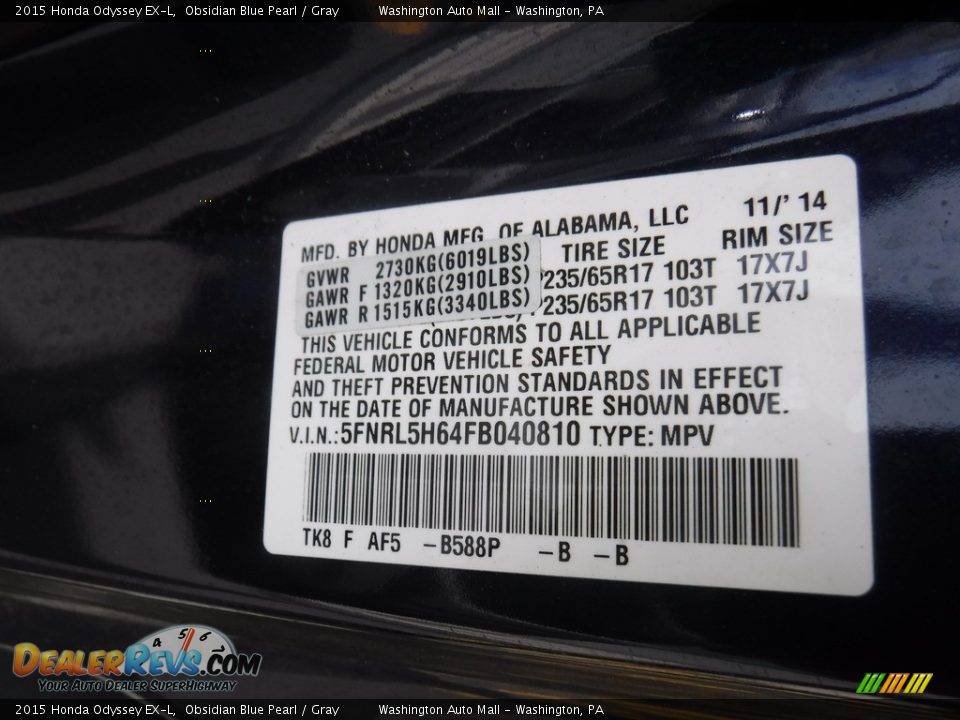 2015 Honda Odyssey EX-L, Obsidian Blue Pearl / Gray Washington Auto Mall - Washington, PA
MFD. BY HONDA MFG. OF ALABAMA, LLC 11/' 14
TIRE SIZE RIM SIZE
GVWR 2730KG(6019LBS)
GAWR F 1320KG(2910LBS) 235/65R17 103T 17X7J
GAWR R 1515KG(3340LBS) 235/65R17 103T 17X7J
THIS VEHICLE CONFORMS TO ALL APPLICABLE
FEDERAL MOTOR VEHICLE SAFETY
AND THEFT PREVENTION STANDARDS IN EFFECT
ON THE DATE OF MANUFACTURE SHOWN ABOVE.
V.I.N.:5FNRL5H64FB040810 TYPE: MPV
TK8 F AF5 -B588P -B -B
4 5 6
DEALERREVS.COM
YOUR AUTO DEALER SUPERHIGHWAY
2015 Honda Odyssey EX-L, Obsidian Blue Pearl / Gray Washington Auto Mall - Washington, PA